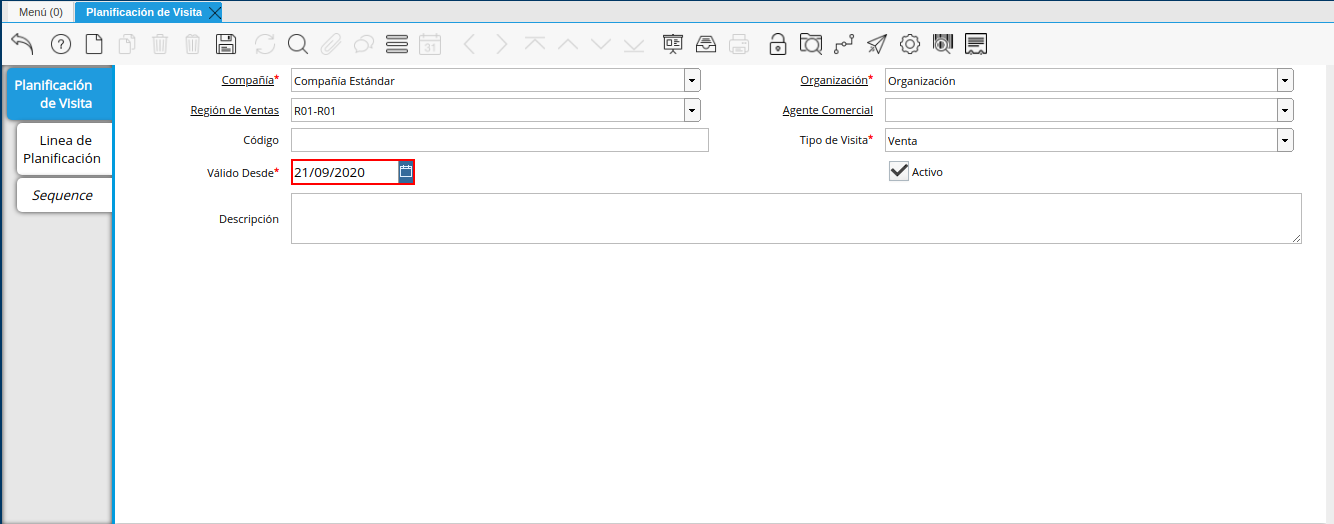 Menú (0)
Planificación de Visita
31
Planificación
de Visita
Linea de
Planificación
Sequence
Compañía*
Compañía Estándar
Organización*
Organización
Región de Ventas
R01-R01
Agente Comercial
Código
Tipo de Visita*
Venta
Válido Desde*
21/09/2020
Activo
Descripción